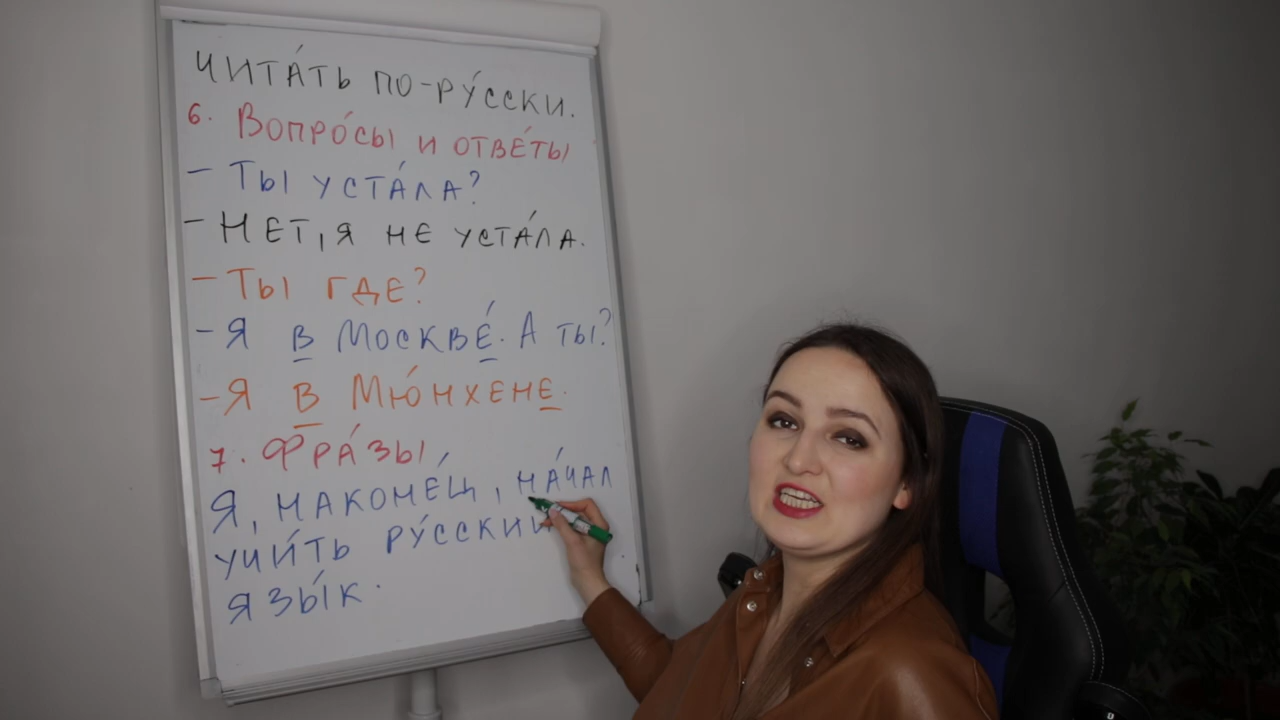 ЧИТА́ТЬ ПО-РУ́ССКИ.
6. ВОПРО́СЫ И ОТВЕ́ТЫ
- ТЫ УСТА́ЛА?
- НЕТ, Я НЕ УСТА́ЛА.
- ТЫ ГДЕ?
- Я В МОСКВЕ́. А ТЫ?
- Я В МЮ́НХЕНЕ.
7. ФРА́ЗЫ
Я, НАКОНЕ́Ц, НА́ЧАЛ
УЧИ́ТЬ РУ́ССКИЙ
ЯЗЫ́К.